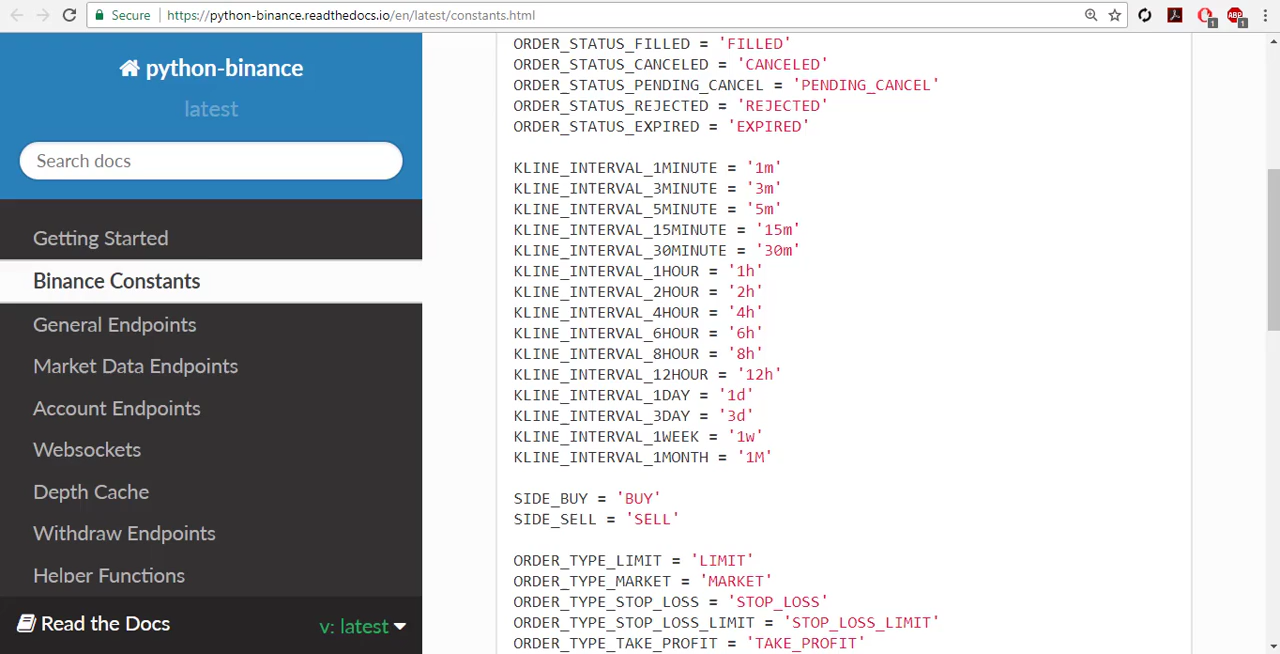 Secure https://python-binance.readthedocs.io/en/latest/constants.html
1
ABP
1
python-binance
latest
Search docs
Getting Started
Binance Constants
General Endpoints
Market Data Endpoints
Account Endpoints
Websockets
Depth Cache
Withdraw Endpoints
Helper Functions
Read the Docs
v: latest
ORDER_STATUS_FILLED = 'FILLED'
ORDER_STATUS_CANCELED = 'CANCELED'
ORDER_STATUS_PENDING_CANCEL = 'PENDING_CANCEL'
ORDER_STATUS_REJECTED = 'REJECTED'
ORDER_STATUS_EXPIRED = 'EXPIRED'
KLINE_INTERVAL_1MINUTE = '1m'
KLINE_INTERVAL_3MINUTE = '3m'
KLINE_INTERVAL_5MINUTE = '5m'
KLINE_INTERVAL_15MINUTE = '15m'
KLINE_INTERVAL_30MINUTE = '30m'
KLINE_INTERVAL_1HOUR = '1h'
KLINE_INTERVAL_2HOUR = '2h'
KLINE_INTERVAL_4HOUR = '4h'
KLINE_INTERVAL_6HOUR = '6h'
KLINE_INTERVAL_8HOUR = '8h'
KLINE_INTERVAL_12HOUR = '12h'
KLINE_INTERVAL_1DAY = '1d'
KLINE_INTERVAL_3DAY = '3d'
KLINE_INTERVAL_1WEEK = '1w'
KLINE_INTERVAL_1MONTH = '1M'
SIDE_BUY = 'BUY'
SIDE_SELL = 'SELL'
ORDER_TYPE_LIMIT = 'LIMIT'
ORDER_TYPE_MARKET = 'MARKET'
ORDER_TYPE_STOP_LOSS = 'STOP_LOSS'
ORDER_TYPE_STOP_LOSS_LIMIT = 'STOP_LOSS_LIMIT'
ORDER_TYPE_TAKE_PROFIT = 'TAKE_PROFIT'